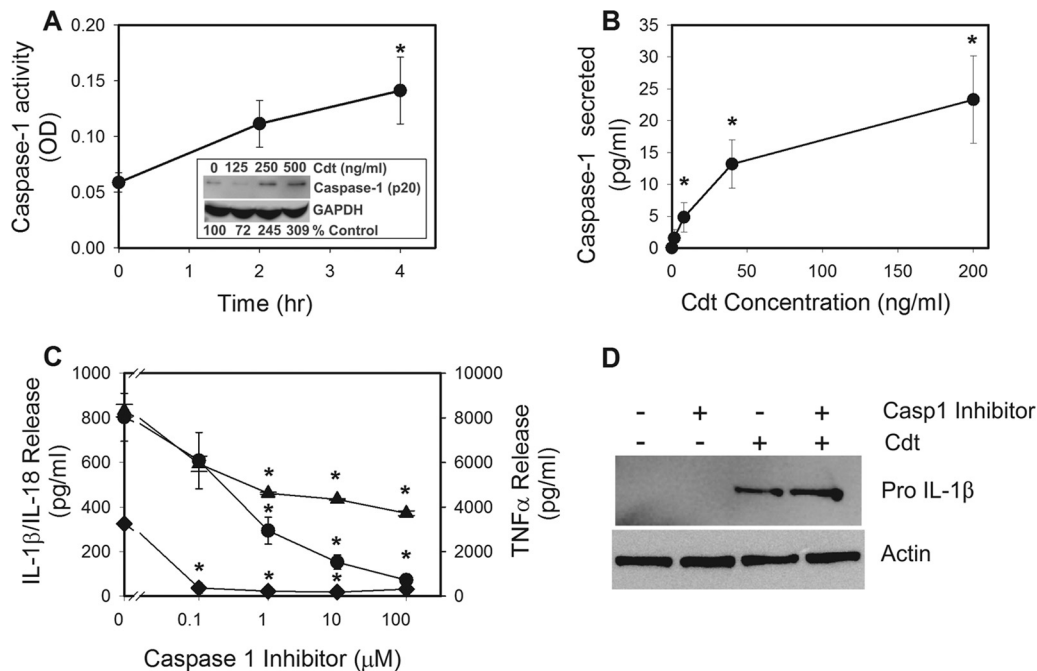 A
Caspase-1 activity
(OD)
0.20
0.15
0.10
0.05
0.00
*
0 125 250 500 Cdt (ng/ml)
Caspase-1 (p20)
GAPDH
100 72 245 309 % Control
0 1 2 3 4
Time (hr)
B
Caspase-1 secreted
(pg/ml)
35
30
25
20
15
10
5
0
* * *
0 50 100 150 200
Cdt Concentration (ng/ml)
C
IL-1β/IL-18 Release
(pg/ml)
1000
800
600
400
200
0
* * *
* * *
* * *
10000
8000
6000
4000
2000
0
TNFα Release
(pg/ml)
0 0.1 1 10 100
Caspase 1 Inhibitor (μM)
D
- + - + Casp1 Inhibitor
- - + + Cdt
Pro IL-1β
Actin